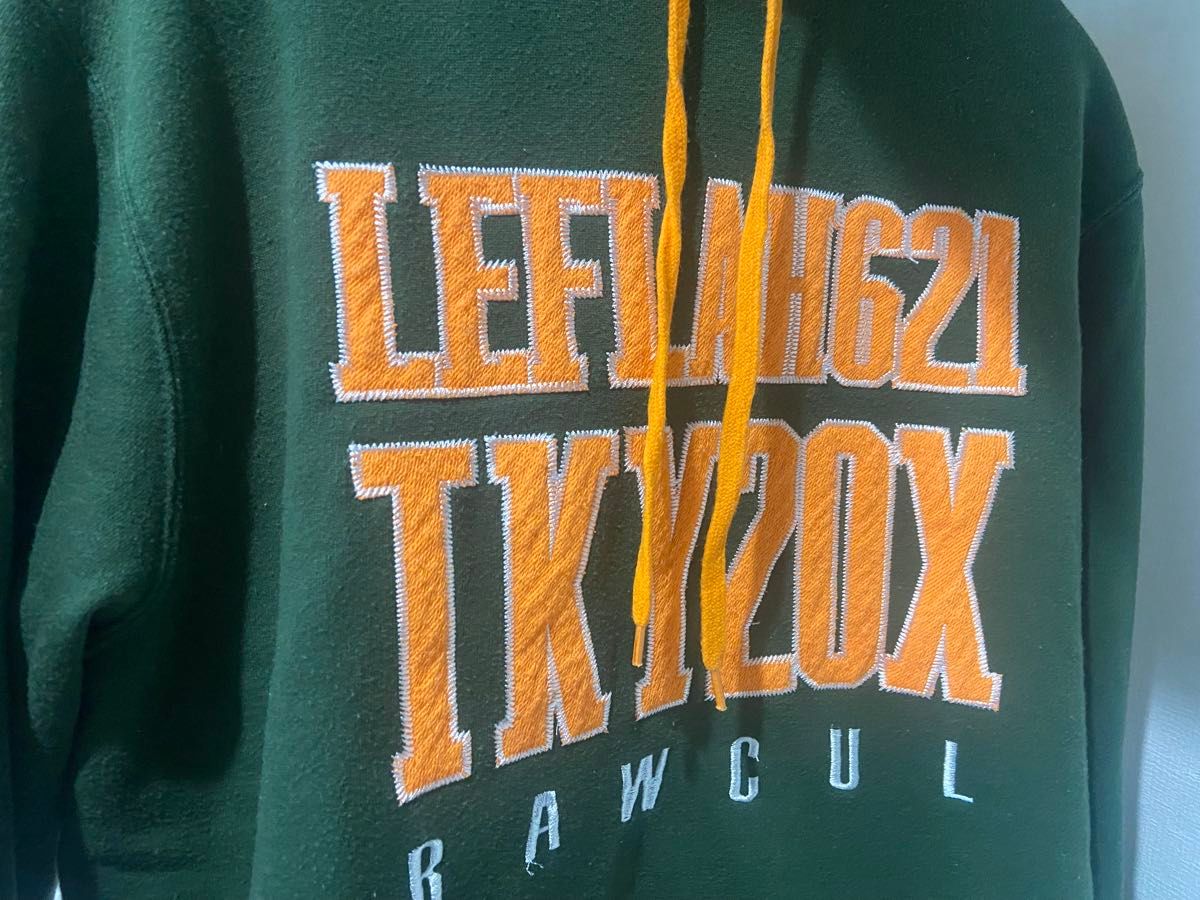 LEFLAH621
TKY20X
RAWCUL